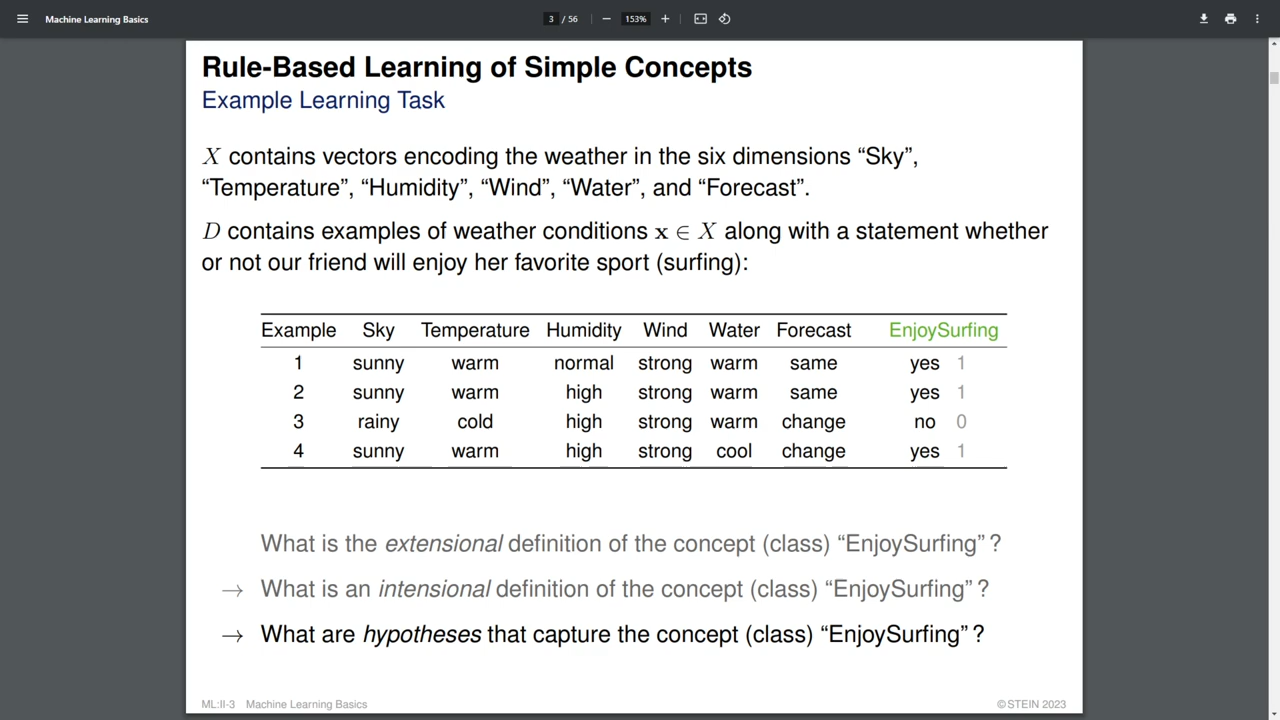 Machine Learning Basics
3 / 56
153%
Rule-Based Learning of Simple Concepts
Example Learning Task
X contains vectors encoding the weather in the six dimensions “Sky”,
“Temperature”, “Humidity”, “Wind”, “Water”, and “Forecast”.
D contains examples of weather conditions x ∈ X along with a statement whether
or not our friend will enjoy her favorite sport (surfing):
Example Sky Temperature Humidity Wind Water Forecast EnjoySurfing
1 sunny warm normal strong warm same yes 1
2 sunny warm high strong warm same yes 1
3 rainy cold high strong warm change no 0
4 sunny warm high strong cool change yes 1
What is the extensional definition of the concept (class) “EnjoySurfing” ?
→ What is an intensional definition of the concept (class) “EnjoySurfing” ?
→ What are hypotheses that capture the concept (class) “EnjoySurfing” ?
ML:II-3 Machine Learning Basics
©STEIN 2023